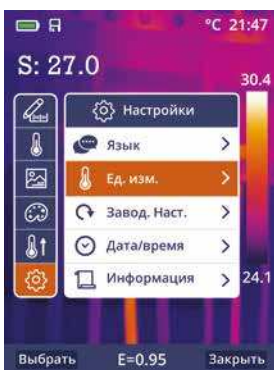 °C 21:47
S: 27.0
30.4
Настройки
Язык
Ед. изм.
Завод. Наст.
Дата/время
Информация
24.1
Выбрать E=0.95 Закрыть